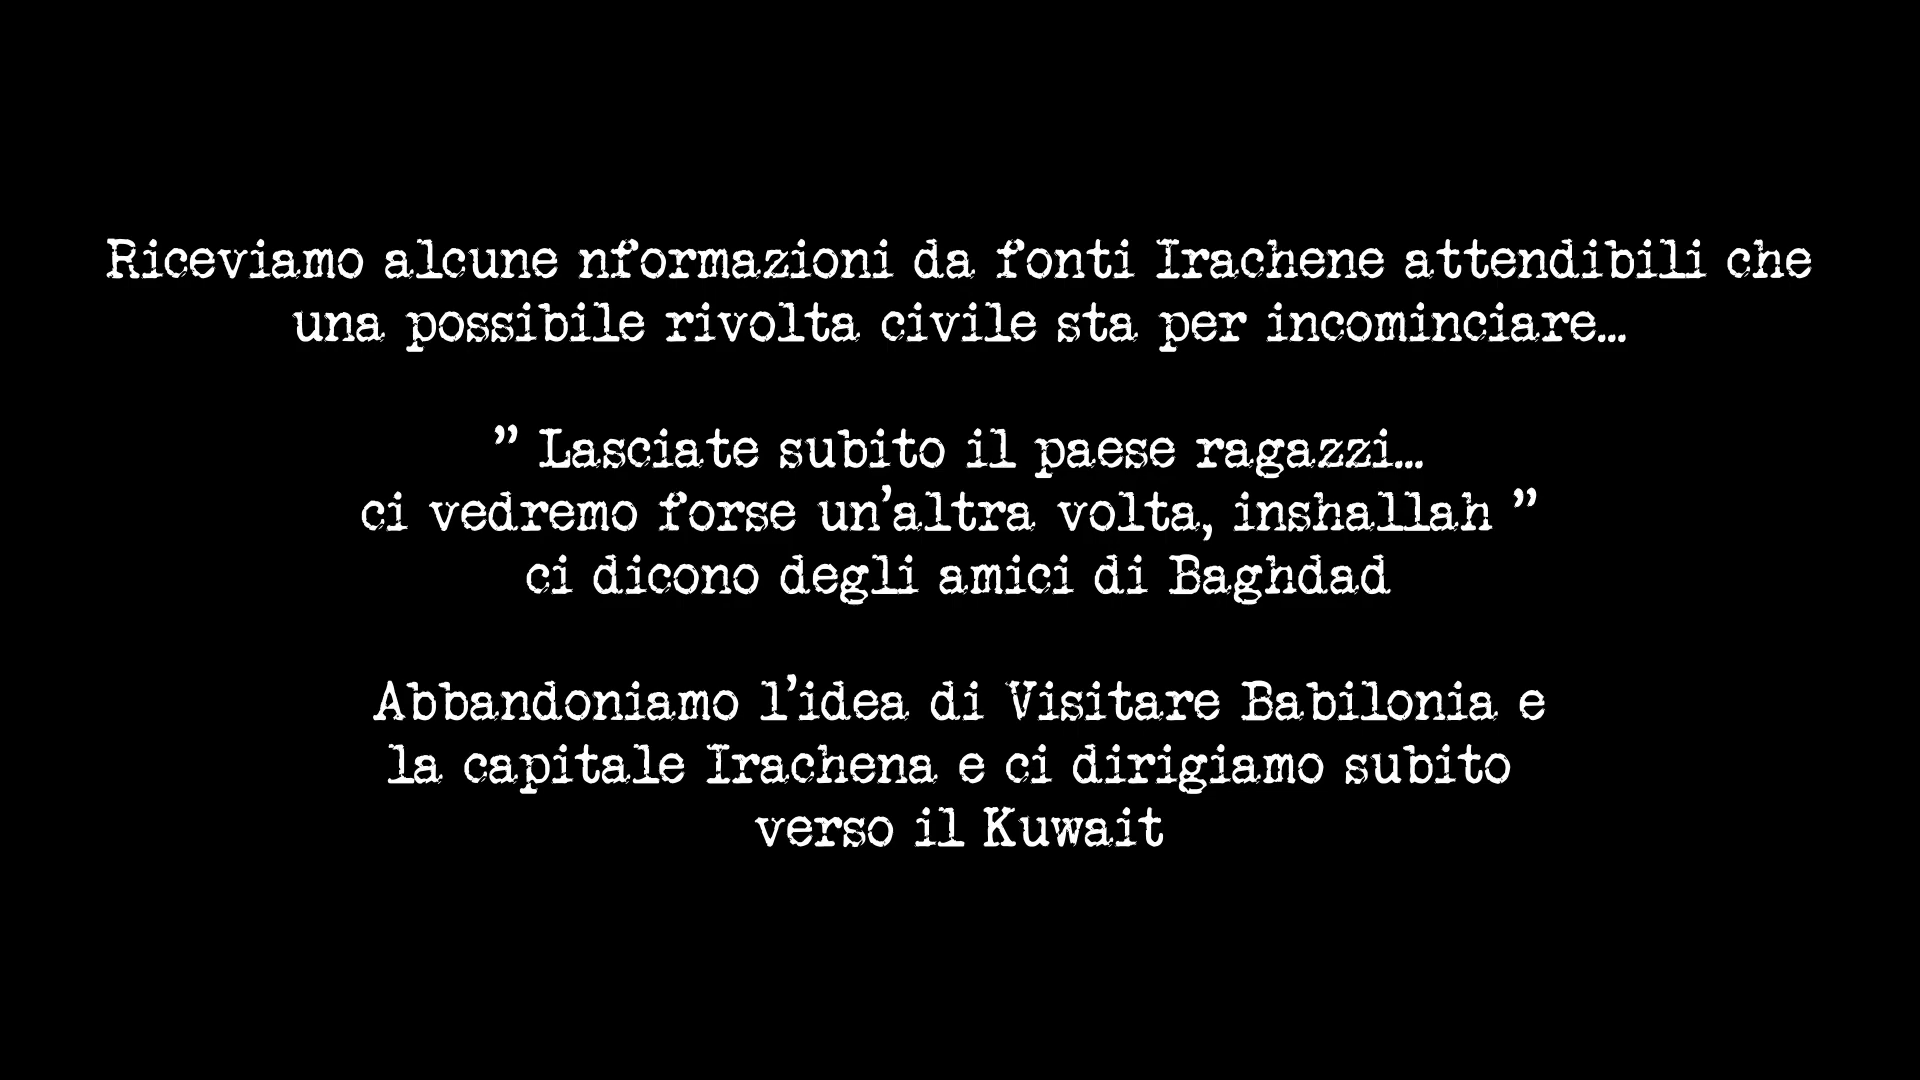 Riceviamo alcune nformazioni da fonti Irachene attendibili che
una possibile rivolta civile sta per incominciare...
” Lasciate subito il paese ragazzi...
ci vedremo forse un’altra volta, inshallah ”
ci dicono degli amici di Baghdad
Abbandoniamo l’idea di Visitare Babilonia e
la capitale Irachena e ci dirigiamo subito
verso il Kuwait